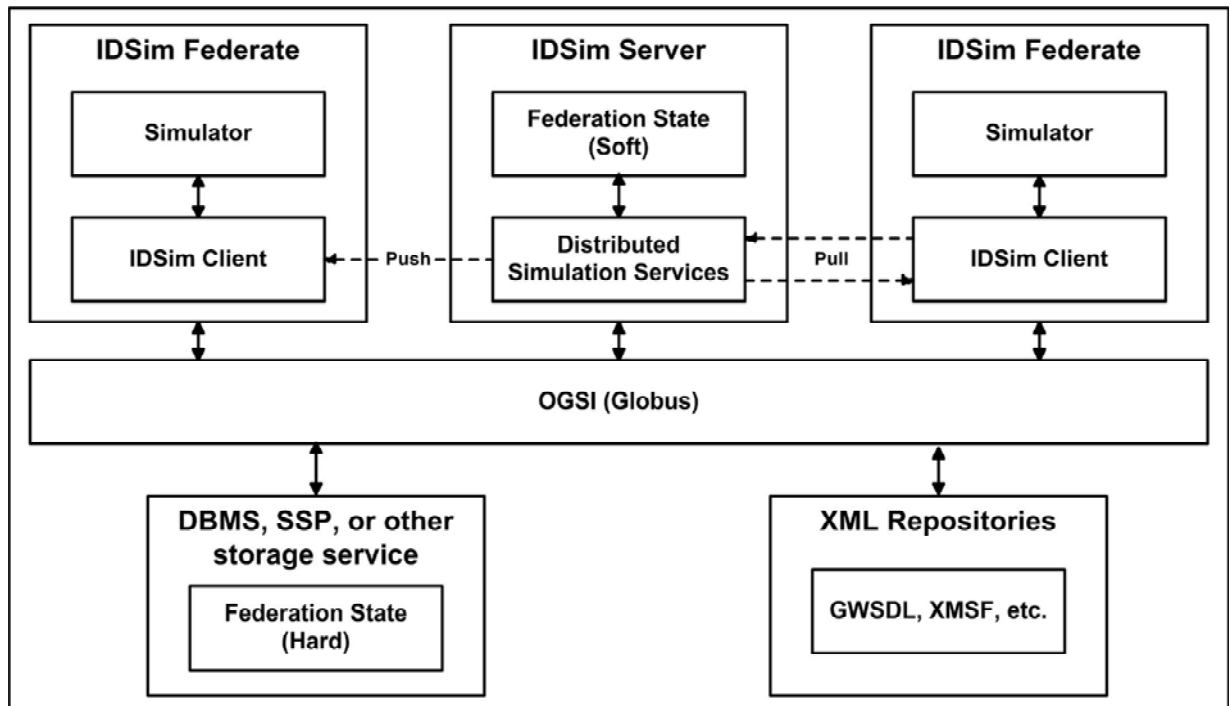 IDSim Federate
IDSim Server
IDSim Federate
Simulator
Federation State
(Soft)
Simulator
IDSim Client
Push
Distributed
Simulation Services
Pull
IDSim Client
OGSI (Globus)
DBMS, SSP, or other
storage service
Federation State
(Hard)
XML Repositories
GWSDL, XMSF, etc.